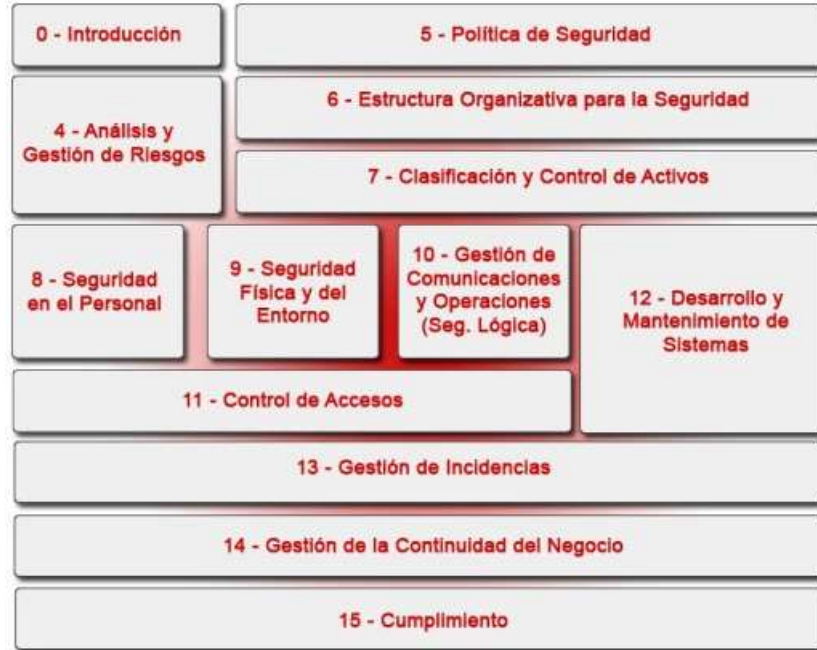 0 - Introducción
5 - Política de Seguridad
4 - Análisis y
Gestión de Riesgos
6 - Estructura Organizativa para la Seguridad
7 - Clasificación y Control de Activos
8 - Seguridad
en el Personal
9 - Seguridad
Física y del
Entorno
10 - Gestión de
Comunicaciones
y Operaciones
(Seg. Lógica)
12 - Desarrollo y
Mantenimiento de
Sistemas
11 - Control de Accesos
13 - Gestión de Incidencias
14 - Gestión de la Continuidad del Negocio
15 - Cumplimiento